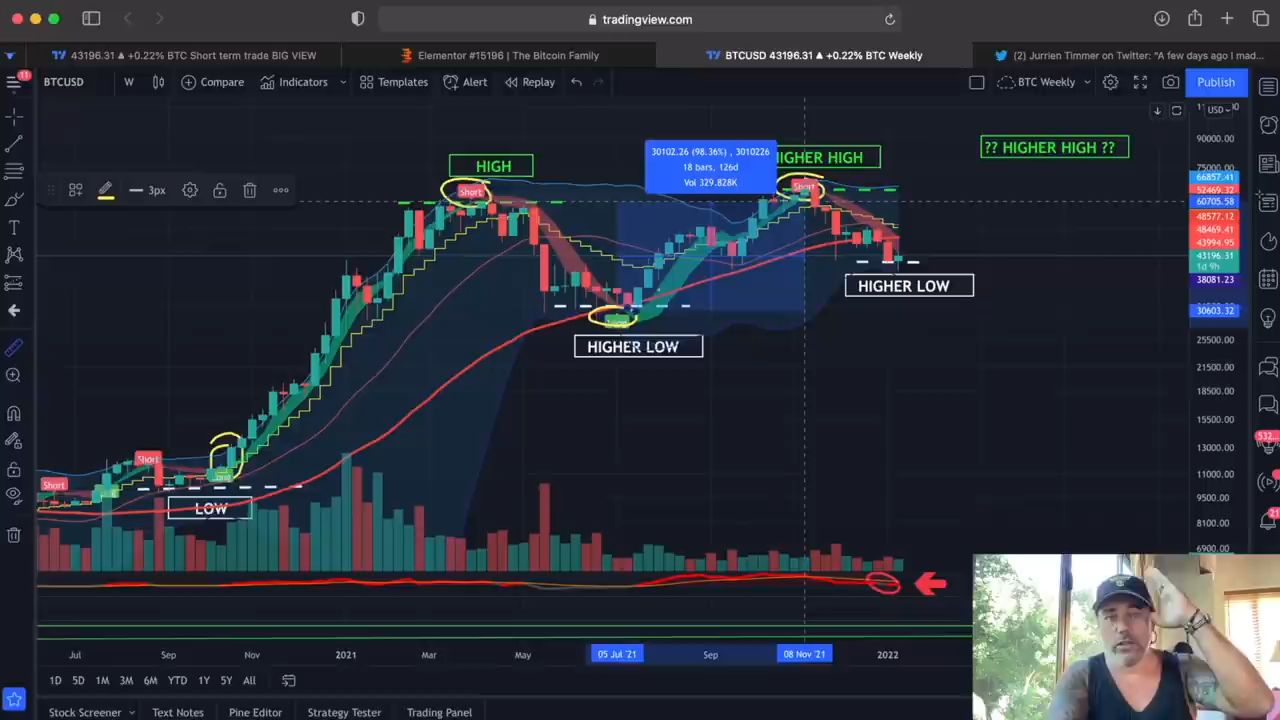 tradingview.com
43196.31 ▲ +0.22% BTC Short term trade BIG VIEW
Elementor #15196 | The Bitcoin Family
BTCUSD 43196.31 ▲ +0.22% BTC Weekly
(2) Jurrien Timmer on Twitter: "A few days ago I mad...
11
BTCUSD
W
Compare
Indicators
Templates
Alert
Replay
BTC Weekly
Publish
USD
3px
HIGH
30102.26 (98.36%) , 3010226
18 bars, 126d
Vol 329.828K
HIGHER HIGH
?? HIGHER HIGH ??
Short
Short
HIGHER LOW
HIGHER LOW
Short
Short
LOW
90000.00
75000.00
66857.41
52469.32
60705.58
48577.12
48469.41
43994.95
43196.31
1d 9h
38081.23
30603.32
25500.00
21500.00
18500.00
15500.00
13000.00
11000.00
9500.00
8100.00
6900.00
532...
21
Jul
Sep
Nov
2021
Mar
May
05 Jul '21
Sep
08 Nov '21
2022
1D
5D
1M
3M
6M
YTD
1Y
5Y
All
Stock Screener
Text Notes
Pine Editor
Strategy Tester
Trading Panel